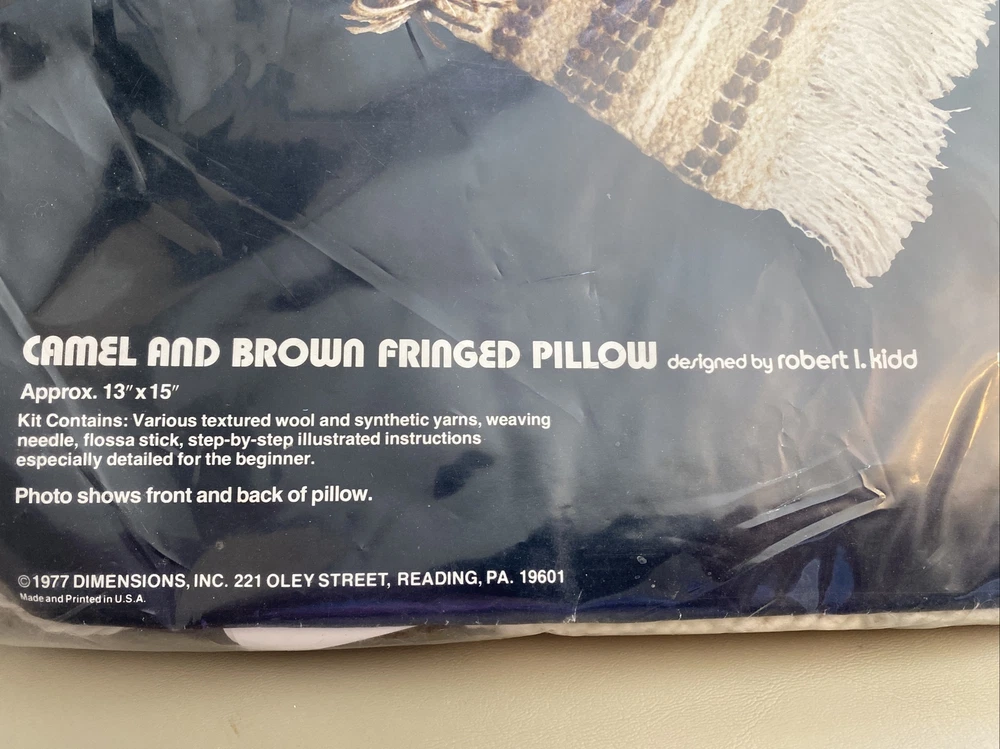 CAMEL AND BROWN FRINGED PILLOW designed by robert l. kidd
Approx. 13" x 15"
Kit Contains: Various textured wool and synthetic yarns, weaving
needle, flossa stick, step-by-step illustrated instructions
especially detailed for the beginner.
Photo shows front and back of pillow.
©1977 DIMENSIONS, INC. 221 OLEY STREET, READING, PA. 19601
Made and Printed in U.S.A.